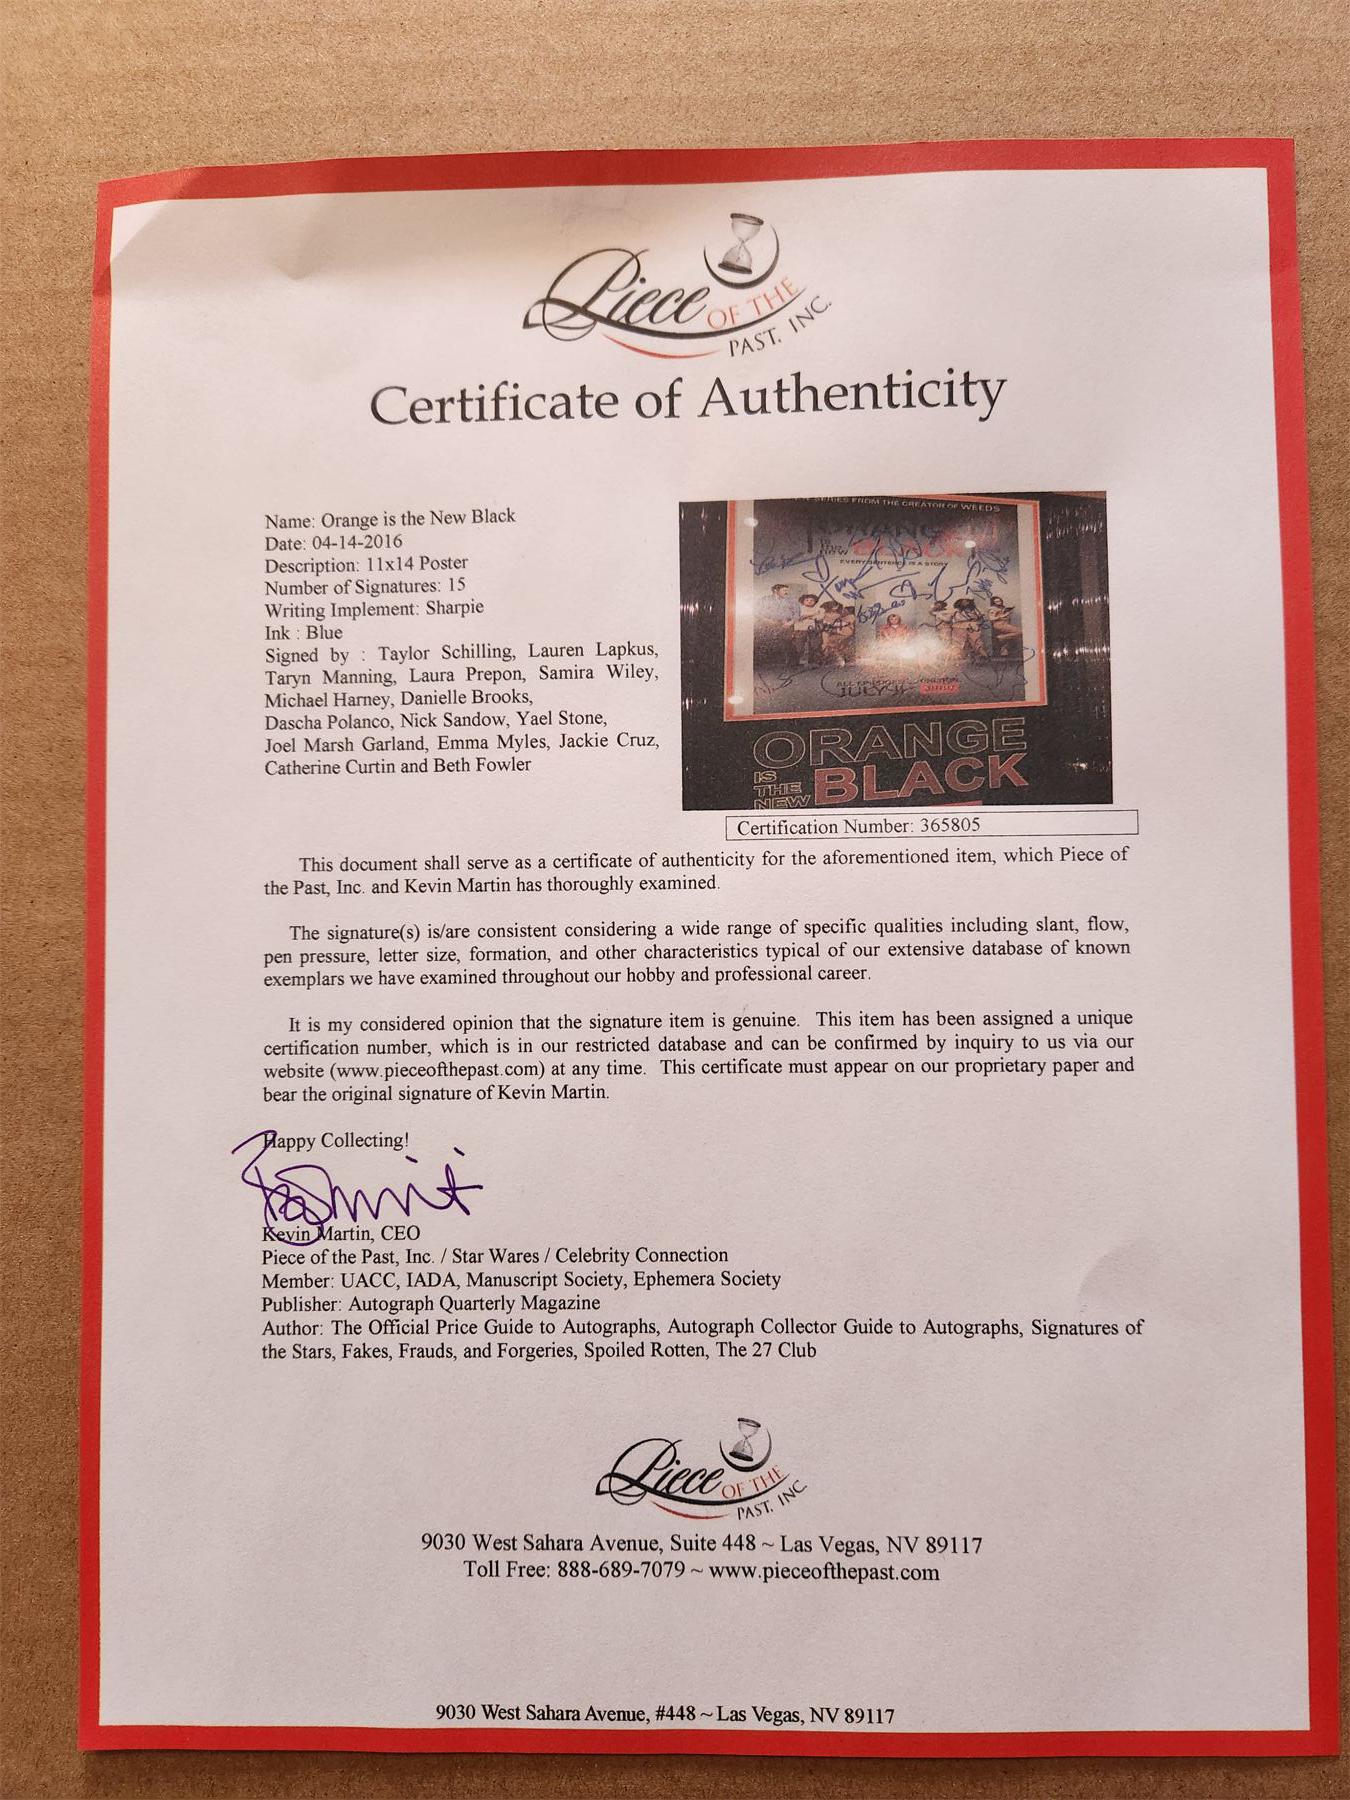 Piece
OF THE
PAST, INC.
Certificate of Authenticity
Name: Orange is the New Black
Date: 04-14-2016
Description: 11x14 Poster
Number of Signatures: 15
Writing Implement: Sharpie
Ink : Blue
Signed by : Taylor Schilling, Lauren Lapkus,
Taryn Manning, Laura Prepon, Samira Wiley,
Michael Harney, Danielle Brooks,
Dascha Polanco, Nick Sandow, Yael Stone,
Joel Marsh Garland, Emma Myles, Jackie Cruz,
Catherine Curtin and Beth Fowler
SERIES FROM THE CREATOR OF WEEDS
EVERY SENTENCE IS A STORY
JULY 11
ORANGE
IS
THE
NEW
BLACK
Certification Number: 365805
This document shall serve as a certificate of authenticity for the aforementioned item, which Piece of
the Past, Inc. and Kevin Martin has thoroughly examined.
The signature(s) is/are consistent considering a wide range of specific qualities including slant, flow,
pen pressure, letter size, formation, and other characteristics typical of our extensive database of known
exemplars we have examined throughout our hobby and professional career.
It is my considered opinion that the signature item is genuine. This item has been assigned a unique
certification number, which is in our restricted database and can be confirmed by inquiry to us via our
website (www.pieceofthepast.com) at any time. This certificate must appear on our proprietary paper and
bear the original signature of Kevin Martin.
Happy Collecting!
Kevin Martin, CEO
Piece of the Past, Inc. / Star Wares / Celebrity Connection
Member: UACC, IADA, Manuscript Society, Ephemera Society
Publisher: Autograph Quarterly Magazine
Author: The Official Price Guide to Autographs, Autograph Collector Guide to Autographs, Signatures of
the Stars, Fakes, Frauds, and Forgeries, Spoiled Rotten, The 27 Club
Piece
OF THE
PAST, INC.
9030 West Sahara Avenue, Suite 448 ~ Las Vegas, NV 89117
Toll Free: 888-689-7079 ~ www.pieceofthepast.com
9030 West Sahara Avenue, #448 ~ Las Vegas, NV 89117